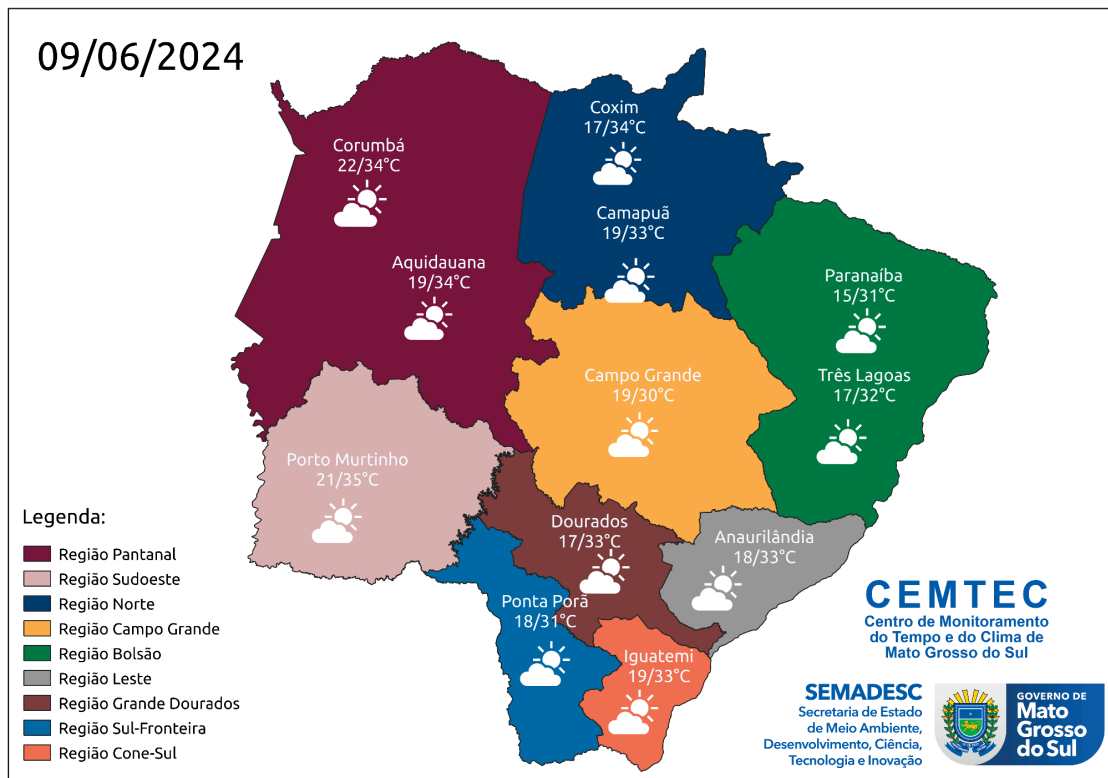 09/06/2024
Coxim
17/34°C
Corumbá
22/34°C
Camapuã
19/33°C
Aquidauana
19/34°C
Paranaíba
15/31°C
Campo Grande
19/30°C
Três Lagoas
17/32°C
Porto Murtinho
21/35°C
Dourados
17/33°C
Anaurilândia
18/33°C
Ponta Porã
18/31°C
Iguatemi
19/33°C
Legenda:
Região Pantanal
Região Sudoeste
Região Norte
Região Campo Grande
Região Bolsão
Região Leste
Região Grande Dourados
Região Sul-Fronteira
Região Cone-Sul
CEMTEC
Centro de Monitoramento
do Tempo e do Clima de
Mato Grosso do Sul
SEMADESC
Secretaria de Estado
de Meio Ambiente,
Desenvolvimento, Ciência,
Tecnologia e Inovação
GOVERNO DE
Mato
Grosso
do Sul